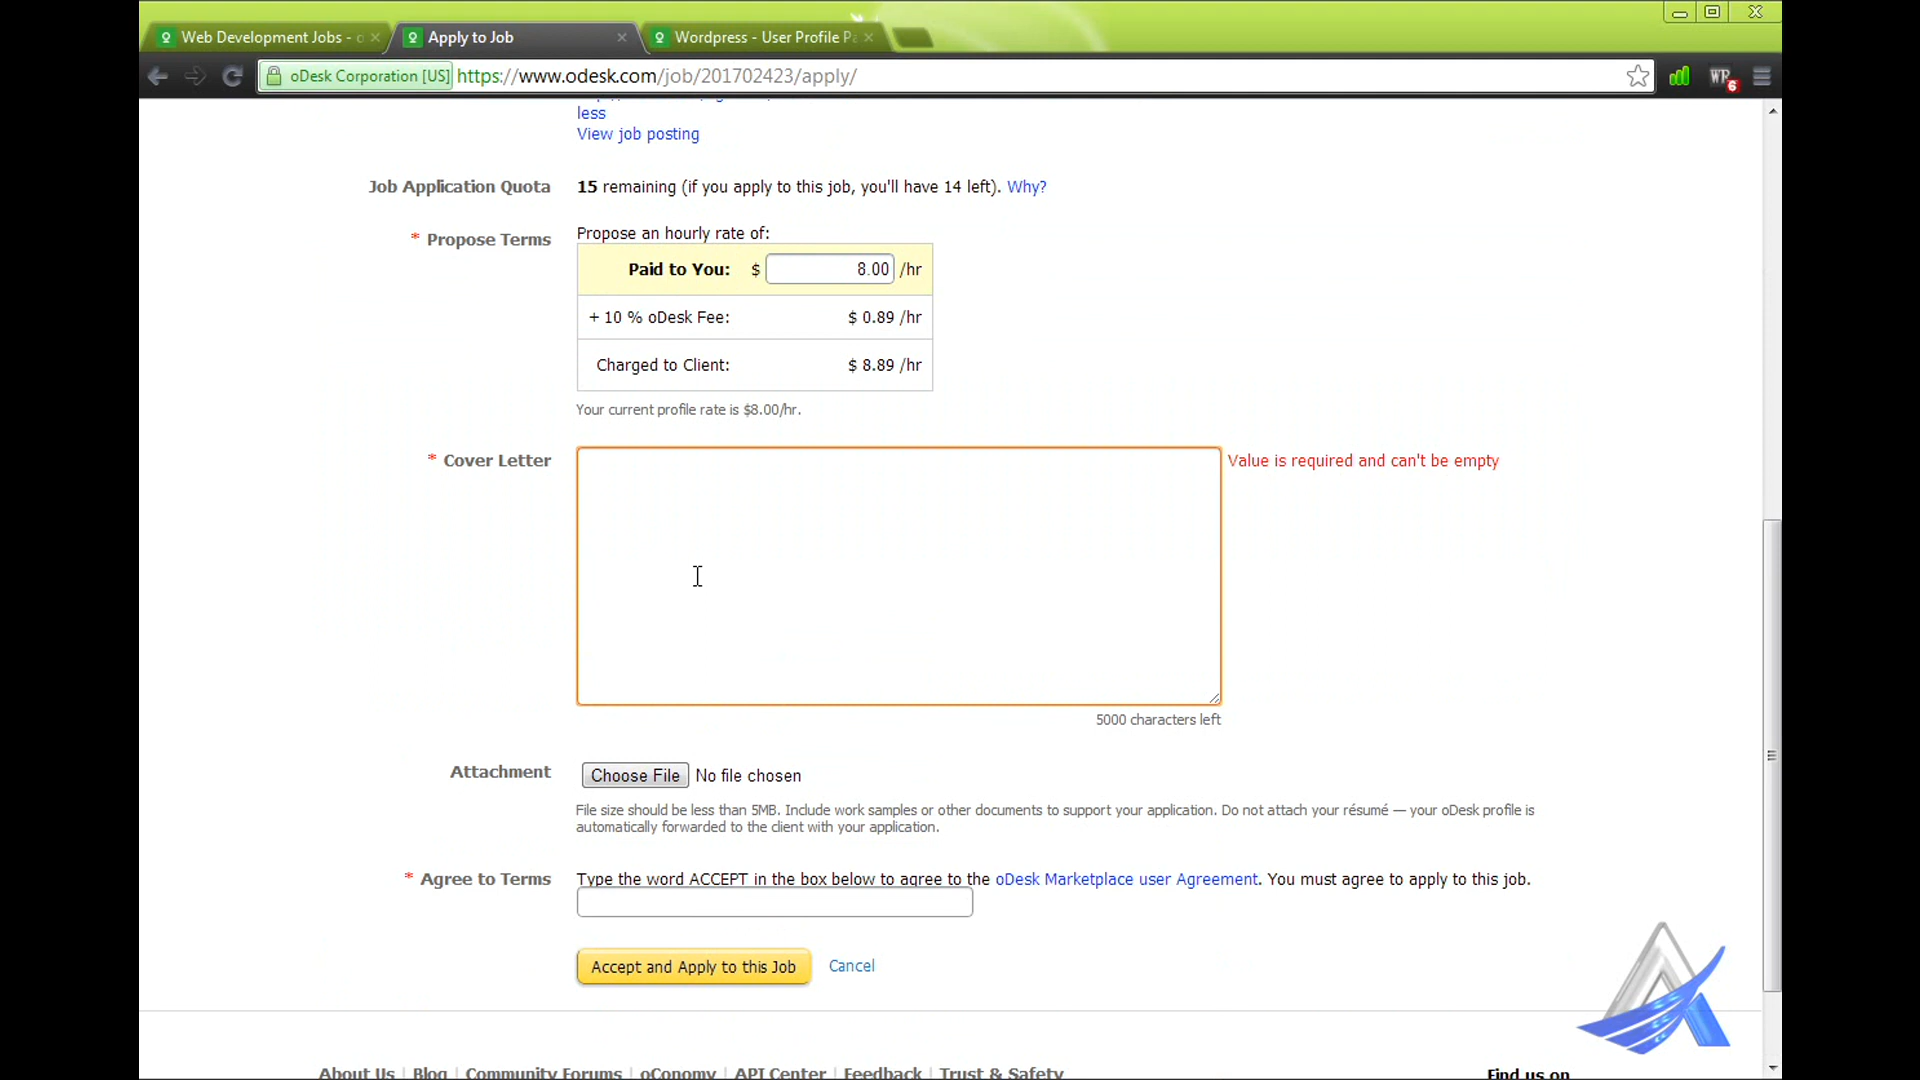 Web Development Jobs - o
Apply to Job
Wordpress - User Profile Pa
oDesk Corporation [US]
https://www.odesk.com/job/201702423/apply/
WR
6
less
View job posting
Job Application Quota
15 remaining (if you apply to this job, you'll have 14 left). Why?
* Propose Terms
Propose an hourly rate of:
Paid to You: $ 8.00 /hr
+ 10 % oDesk Fee: $ 0.89 /hr
Charged to Client: $ 8.89 /hr
Your current profile rate is $8.00/hr.
* Cover Letter
Value is required and can't be empty
5000 characters left
Attachment
Choose File No file chosen
File size should be less than 5MB. Include work samples or other documents to support your application. Do not attach your résumé — your oDesk profile is
automatically forwarded to the client with your application.
* Agree to Terms
Type the word ACCEPT in the box below to agree to the oDesk Marketplace user Agreement. You must agree to apply to this job.
Accept and Apply to this Job
Cancel
About Us | Blog | Community Forums | oConomy | API Center | Feedback | Trust & Safety
Find us on